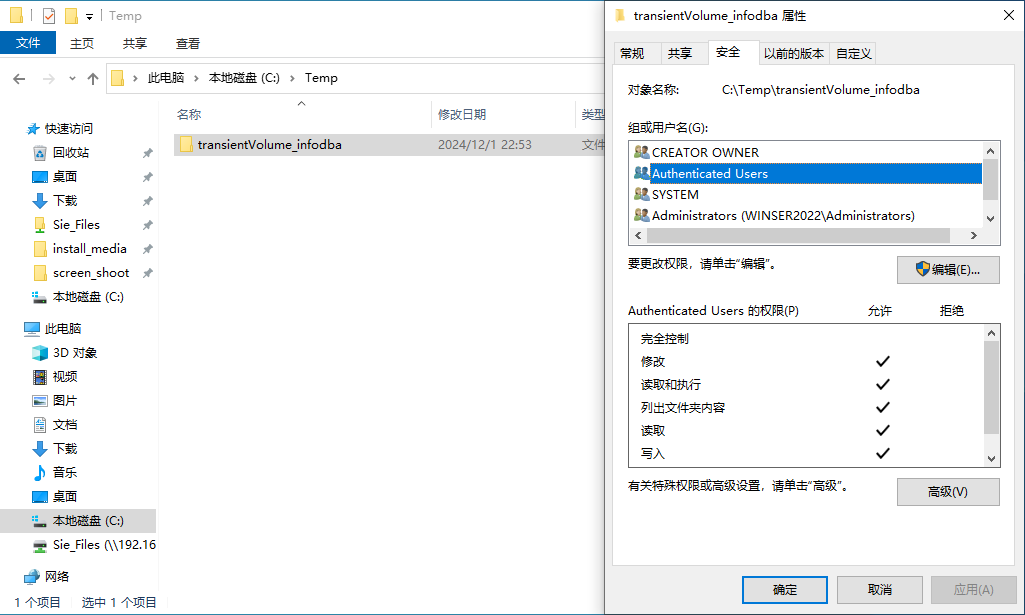 Temp
文件 主页 共享 查看
此电脑 本地磁盘 (C:) Temp
快速访问
回收站
桌面
下载
Sie_Files
install_media
screen_shoot
本地磁盘 (C:)
此电脑
3D 对象
视频
图片
文档
下载
音乐
桌面
本地磁盘 (C:)
Sie_Files (\\192.16
网络
名称 修改日期 类型
transientVolume_infodba 2024/12/1 22:53 文件
1 个项目 选中 1 个项目
transientVolume_infodba 属性
常规 共享 安全 以前的版本 自定义
对象名称: C:\Temp\transientVolume_infodba
组或用户名(G):
CREATOR OWNER
Authenticated Users
SYSTEM
Administrators (WINSER2022\Administrators)
要更改权限，请单击“编辑”。
编辑(E)...
Authenticated Users 的权限(P) 允许 拒绝
完全控制
修改
读取和执行
列出文件夹内容
读取
写入
有关特殊权限或高级设置，请单击“高级”。
高级(V)
确定 取消 应用(A)